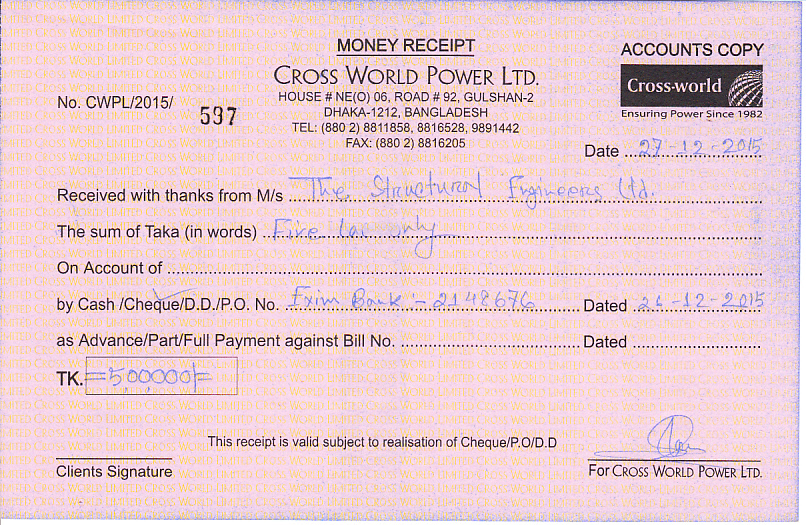 MONEY RECEIPT
ACCOUNTS COPY
CROSS WORLD POWER LTD.
Cross-world
Ensuring Power Since 1982
HOUSE # NE(O) 06, ROAD # 92, GULSHAN-2
DHAKA-1212, BANGLADESH
TEL: (880 2) 8811858, 8816528, 9891442
FAX: (880 2) 8816205
No. CWPL/2015/ 597
Date 27-12-2015
Received with thanks from M/s The Structural Engineers Ltd.
The sum of Taka (in words) Five lac only
On Account of
by Cash /Cheque/D.D./P.O. No. Exim Bank :- 2148676 Dated 26-12-2015
as Advance/Part/Full Payment against Bill No. Dated
TK. =5,00,000/=
This receipt is valid subject to realisation of Cheque/P.O/D.D
Clients Signature
For CROSS WORLD POWER LTD.